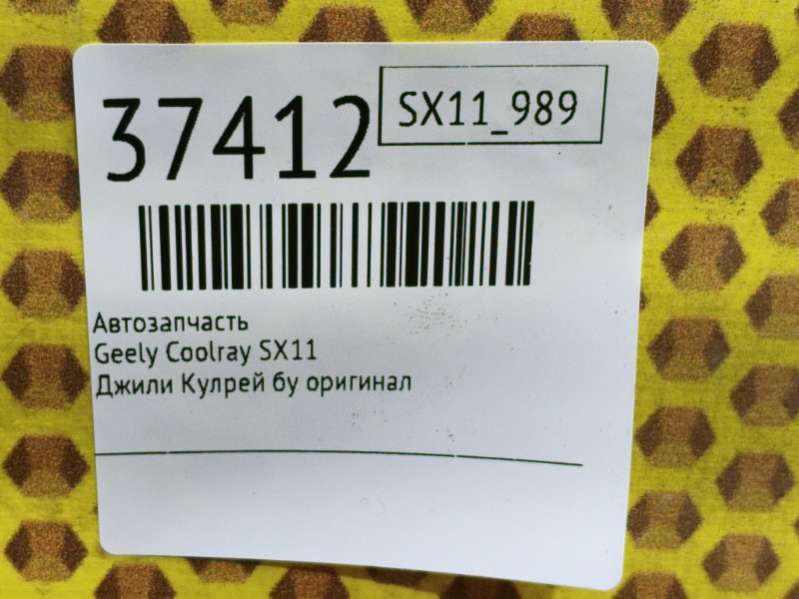 37412
SX11_989
Автозапчасть
Geely Coolray SX11
Джили Кулрей бу оригинал